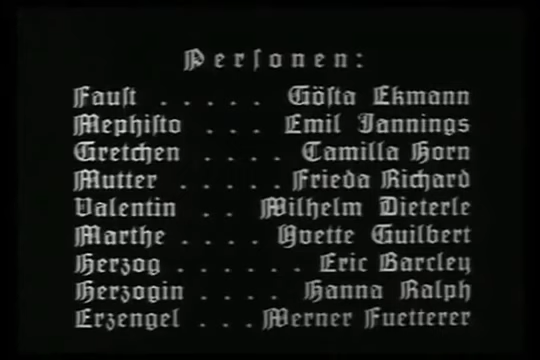 Perſonen:
Fauſt . . . . . Göſta Ekmann
Mephiſto . . . Emil Jannings
Gretchen . . . . Camilla Horn
Mutter . . . . . Frieda Richard
Valentin . . Wilhelm Dieterle
Marthe . . . . Yvette Guilbert
Herzog . . . . . . Eric Barcley
Herzogin . . . . Hanna Ralph
Erzengel . . . Werner Fuetterer